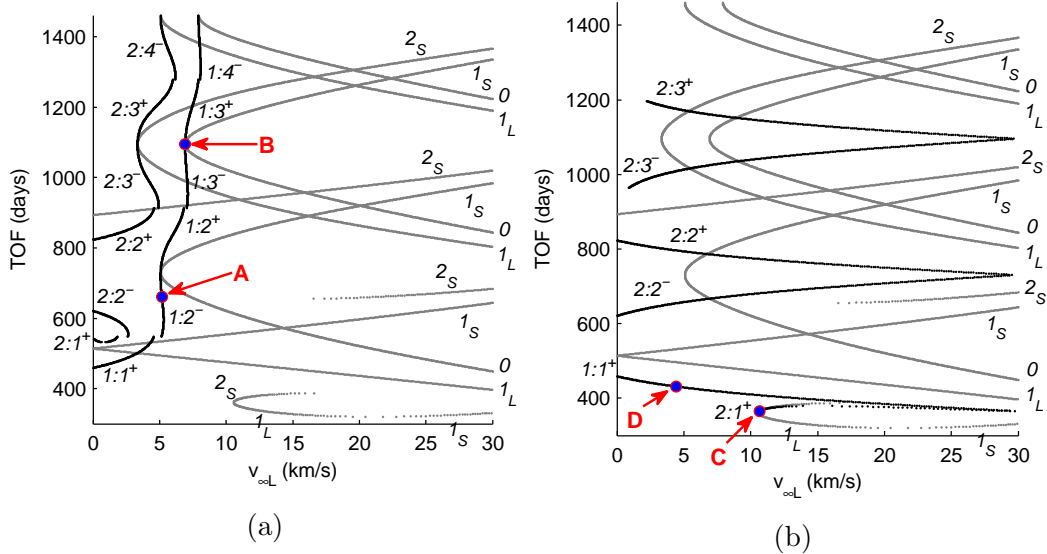 1400
1200
1000
800
600
400
TOF (days)
0
5
10
15
20
25
30
v∞L (km/s)
2:4⁻
1:4⁻
2:3⁺
1:3⁺
2:3⁻
1:3⁻
2:2⁺
1:2⁺
2:2⁻
1:2⁻
2:1⁺
1:1⁺
A
B
2S
1S
0
1L
2S
1S
0
1L
2S
1S
0
1L
2S
1L
1S
(a)
1400
1200
1000
800
600
400
TOF (days)
0
5
10
15
20
25
30
v∞L (km/s)
2:3⁺
2:3⁻
2:2⁺
2:2⁻
1:1⁺
2:1⁺
D
C
2S
1S
0
1L
2S
1S
0
1L
2S
1S
0
1L
1L
1S
(b)